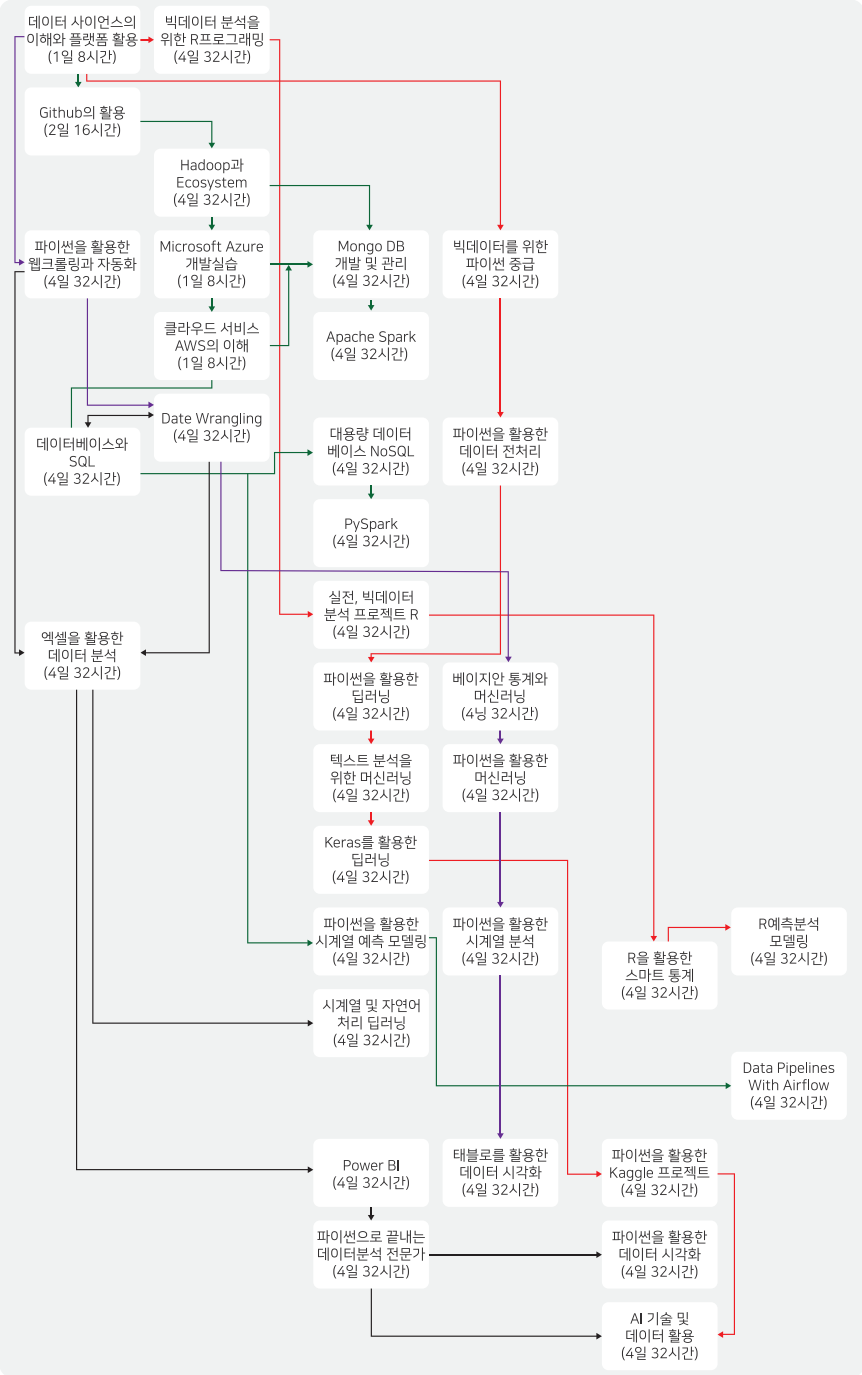 데이터 사이언스의
이해와 플랫폼 활용
(1일 8시간)
빅데이터 분석을
위한 R프로그래밍
(4일 32시간)
Github의 활용
(2일 16시간)
Hadoop과
Ecosystem
(4일 32시간)
파이썬을 활용한
웹크롤링과 자동화
(4일 32시간)
Microsoft Azure
개발실습
(1일 8시간)
Mongo DB
개발 및 관리
(4일 32시간)
빅데이터를 위한
파이썬 중급
(4일 32시간)
클라우드 서비스
AWS의 이해
(1일 8시간)
Apache Spark
(4일 32시간)
Date Wrangling
(4일 32시간)
데이터베이스와
SQL
(4일 32시간)
대용량 데이터
베이스 NoSQL
(4일 32시간)
파이썬을 활용한
데이터 전처리
(4일 32시간)
PySpark
(4일 32시간)
실전, 빅데이터
분석 프로젝트 R
(4일 32시간)
엑셀을 활용한
데이터 분석
(4일 32시간)
파이썬을 활용한
딥러닝
(4일 32시간)
베이지안 통계와
머신러닝
(4닝 32시간)
텍스트 분석을
위한 머신러닝
(4일 32시간)
파이썬을 활용한
머신러닝
(4일 32시간)
Keras를 활용한
딥러닝
(4일 32시간)
파이썬을 활용한
시계열 예측 모델링
(4일 32시간)
파이썬을 활용한
시계열 분석
(4일 32시간)
R을 활용한
스마트 통계
(4일 32시간)
R예측분석
모델링
(4일 32시간)
시계열 및 자연어
처리 딥러닝
(4일 32시간)
Data Pipelines
With Airflow
(4일 32시간)
Power BI
(4일 32시간)
태블로를 활용한
데이터 시각화
(4일 32시간)
파이썬을 활용한
Kaggle 프로젝트
(4일 32시간)
파이썬으로 끝내는
데이터분석 전문가
(4일 32시간)
파이썬을 활용한
데이터 시각화
(4일 32시간)
AI 기술 및
데이터 활용
(4일 32시간)